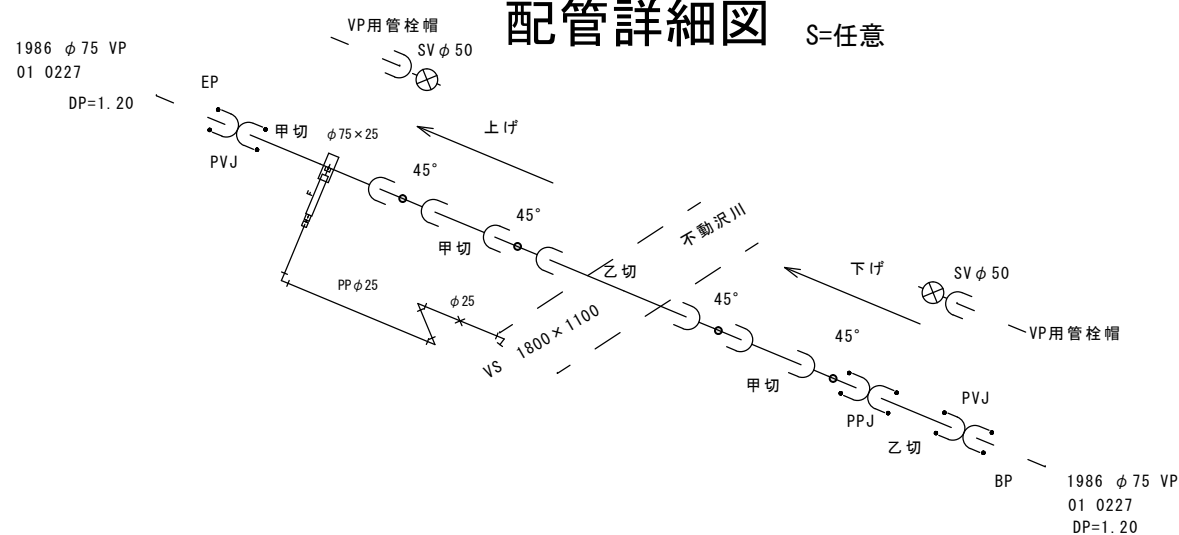 配管詳細図 S=任意
VP用管栓帽
SVφ50
1986 φ75 VP
01 0227
DP=1.20
EP
PVJ
甲切
φ75×25
上げ
45°
45°
甲切
F
PPφ25
φ25
乙切
不動沢川
VS 1800×1100
下げ
SVφ50
VP用管栓帽
45°
45°
甲切
PPJ
乙切
PVJ
BP
1986 φ75 VP
01 0227
DP=1.20